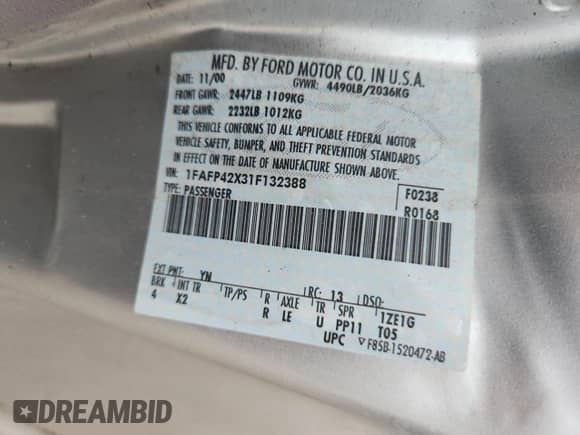 MFD. BY FORD MOTOR CO. IN U.S.A.
DATE: 11/00 GVWR: 4490LB/2036KG
FRONT GAWR: 2447LB 1109KG
REAR GAWR: 2232LB 1012KG
THIS VEHICLE CONFORMS TO ALL APPLICABLE FEDERAL MOTOR
VEHICLE SAFETY, BUMPER, AND THEFT PREVENTION STANDARDS
IN EFFECT ON THE DATE OF MANUFACTURE SHOWN ABOVE.
VIN: 1FAFP42X31F132388 F0238
TYPE: PASSENGER R0168
EXT PNT: YN RC: 13 DSO:
BRK INT TR TP/PS R AXLE TR SPR 1ZE1G
4 X2 R LE U PP11 T05
UPC ▽F85B-1520472-AB
DREAMBID